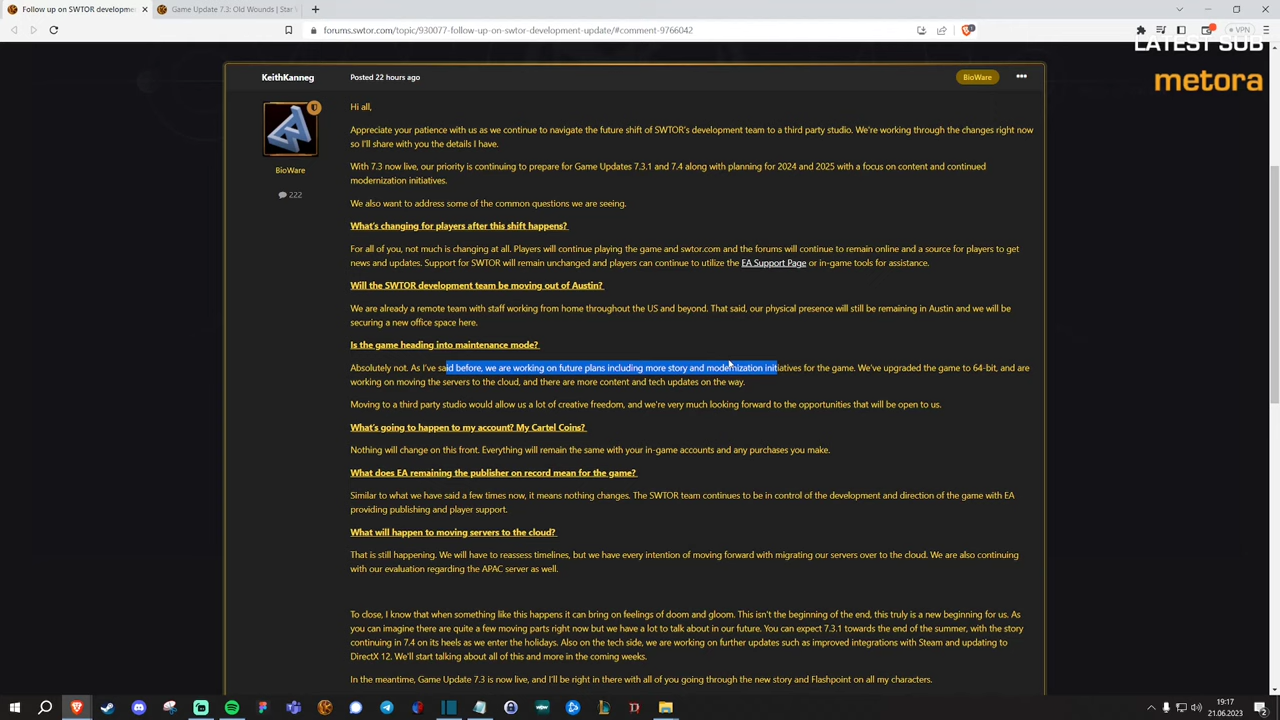 Follow up on SWTOR developmen
Game Update 7.3: Old Wounds | Star V
forums.swtor.com/topic/930077-follow-up-on-swtor-development-update/#comment-9766042
VPN
LATEST SUB
metora
KeithKanneg
Posted 22 hours ago
BioWare
BioWare
222
Hi all,
Appreciate your patience with us as we continue to navigate the future shift of SWTOR's development team to a third party studio. We're working through the changes right now
so I'll share with you the details I have.
With 7.3 now live, our priority is continuing to prepare for Game Updates 7.3.1 and 7.4 along with planning for 2024 and 2025 with a focus on content and continued
modernization initiatives.
We also want to address some of the common questions we are seeing.
What's changing for players after this shift happens?
For all of you, not much is changing at all. Players will continue playing the game and swtor.com and the forums will continue to remain online and a source for players to get
news and updates. Support for SWTOR will remain unchanged and players can continue to utilize the EA Support Page or in-game tools for assistance.
Will the SWTOR development team be moving out of Austin?
We are already a remote team with staff working from home throughout the US and beyond. That said, our physical presence will still be remaining in Austin and we will be
securing a new office space here.
Is the game heading into maintenance mode?
Absolutely not. As I've said before, we are working on future plans including more story and modernization initiatives for the game. We've upgraded the game to 64-bit, and are
working on moving the servers to the cloud, and there are more content and tech updates on the way.
Moving to a third party studio would allow us a lot of creative freedom, and we're very much looking forward to the opportunities that will be open to us.
What's going to happen to my account? My Cartel Coins?
Nothing will change on this front. Everything will remain the same with your in-game accounts and any purchases you make.
What does EA remaining the publisher on record mean for the game?
Similar to what we have said a few times now, it means nothing changes. The SWTOR team continues to be in control of the development and direction of the game with EA
providing publishing and player support.
What will happen to moving servers to the cloud?
That is still happening. We will have to reassess timelines, but we have every intention of moving forward with migrating our servers over to the cloud. We are also continuing
with our evaluation regarding the APAC server as well.
To close, I know that when something like this happens it can bring on feelings of doom and gloom. This isn't the beginning of the end, this truly is a new beginning for us. As
you can imagine there are quite a few moving parts right now but we have a lot to talk about in our future. You can expect 7.3.1 towards the end of the summer, with the story
continuing in 7.4 on its heels as we enter the holidays. Also on the tech side, we are working on further updates such as improved integrations with Steam and updating to
DirectX 12. We'll start talking about all of this and more in the coming weeks.
In the meantime, Game Update 7.3 is now live, and I'll be right in there with all of you going through the new story and Flashpoint on all my characters.
19:17
21.06.2023